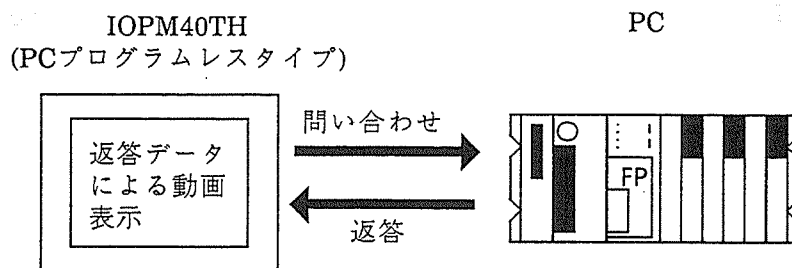 IOPM40TH
(PCプログラムレスタイプ)
PC
返答データ
による動画
表示
問い合わせ
返答
FP